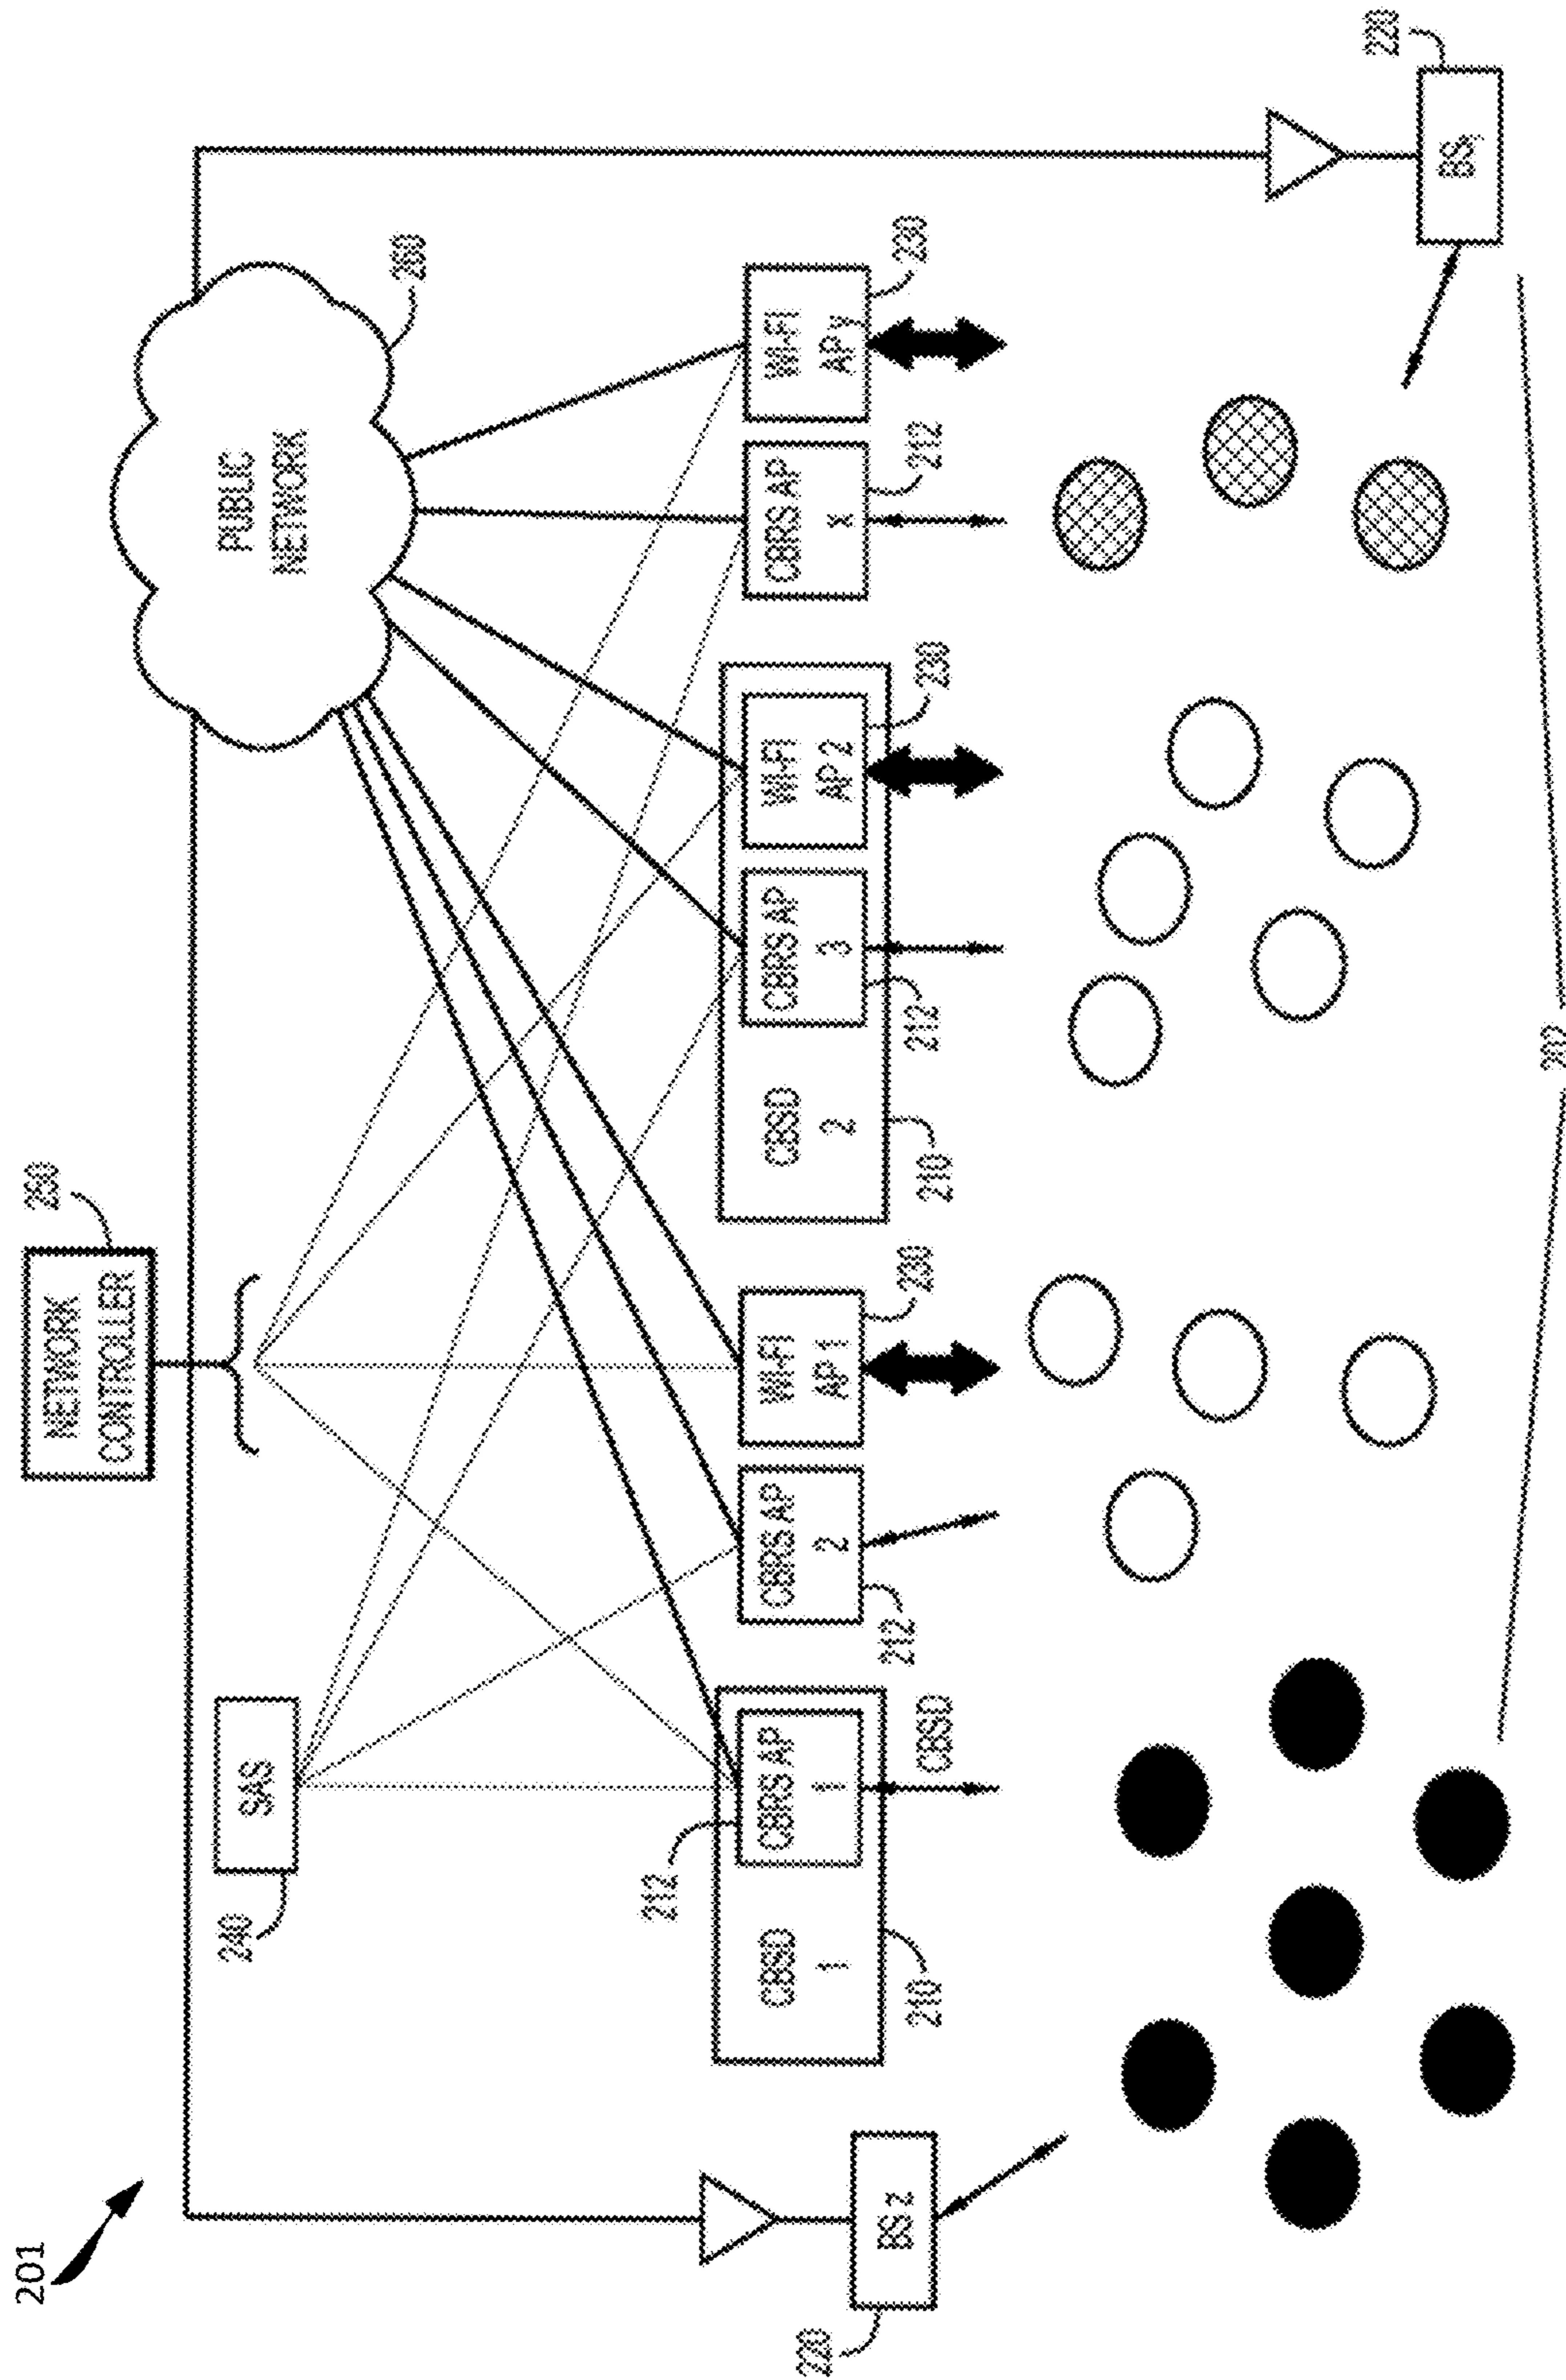 201
NETWORK
CONTROLLER
250
SAS
240
PUBLIC
NETWORK
260
212
CBSD
1
CBRS AP
1
210
CBSD
CBRS AP
2
212
WI-FI
AP 1
230
CBSD
2
CBRS AP
3
WI-FI
AP 2
210
212
230
CBRS AP
x
212
WI-FI
AP y
230
BS z
220
BS1
220
202